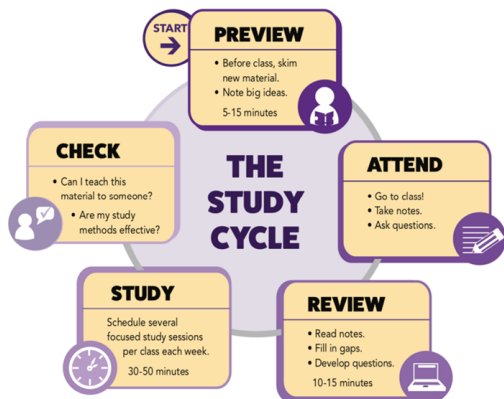 START
PREVIEW
• Before class, skim
new material.
• Note big ideas.
5-15 minutes
THE
STUDY
CYCLE
ATTEND
• Go to class!
• Take notes.
• Ask questions.
REVIEW
• Read notes.
• Fill in gaps.
• Develop questions.
10-15 minutes
STUDY
Schedule several
focused study sessions
per class each week.
30-50 minutes
CHECK
• Can I teach this
material to someone?
• Are my study
methods effective?